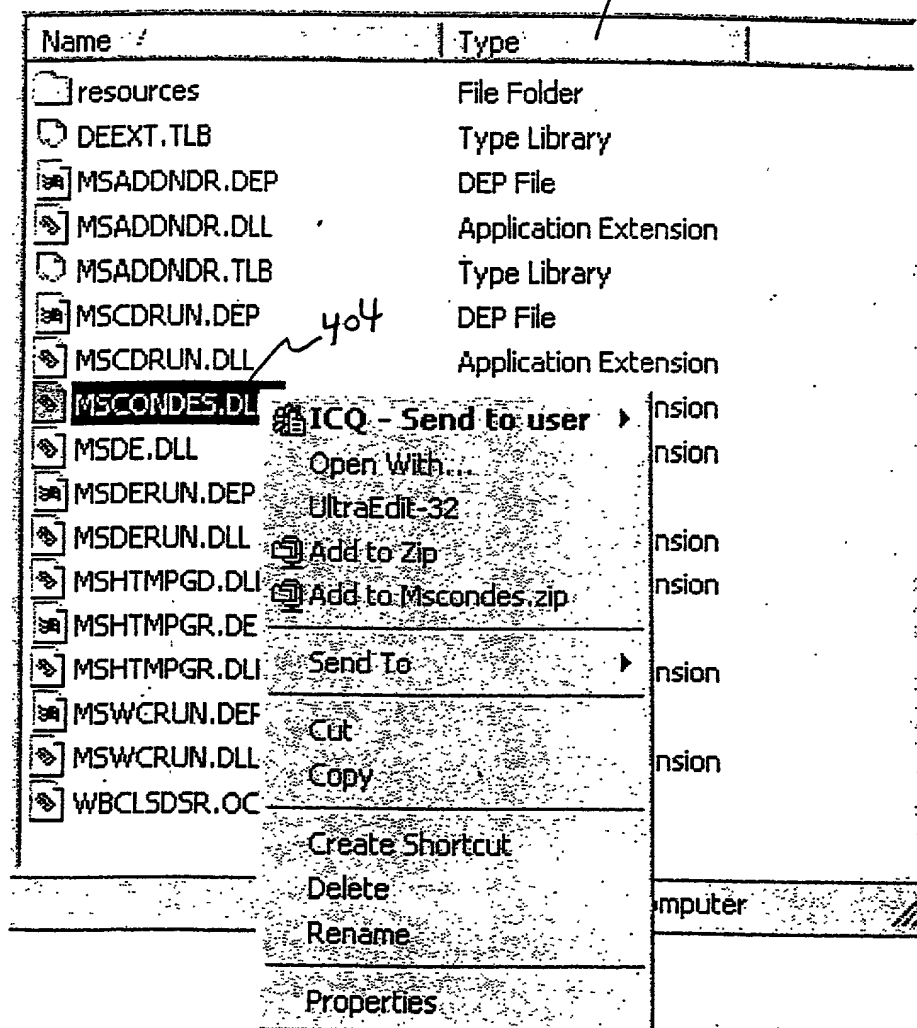 Name Type
resources File Folder
DEEXT.TLB Type Library
MSADDNDR.DEP DEP File
MSADDNDR.DLL Application Extension
MSADDNDR.TLB Type Library
MSCDRUN.DEP DEP File
404
MSCDRUN.DLL Application Extension
MSCONDES.DL nsion
ICQ - Send to user
MSDE.DLL nsion
Open With...
MSDERUN.DEP
UltraEdit-32
MSDERUN.DLL nsion
Add to Zip
MSHTMPGD.DLL nsion
Add to Mscondes.zip
MSHTMPGR.DE
MSHTMPGR.DLL nsion
Send To
MSWCRUN.DEP
Cut
MSWCRUN.DLL nsion
Copy
WBCLSDSR.OC
Create Shortcut
Delete
mputer
Rename
Properties